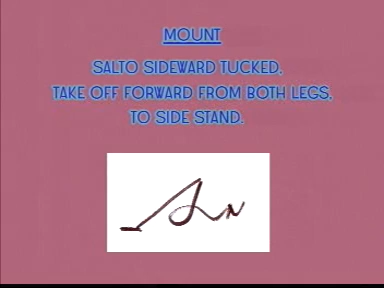 MOUNT
SALTO SIDEWARD TUCKED,
TAKE OFF FORWARD FROM BOTH LEGS,
TO SIDE STAND.